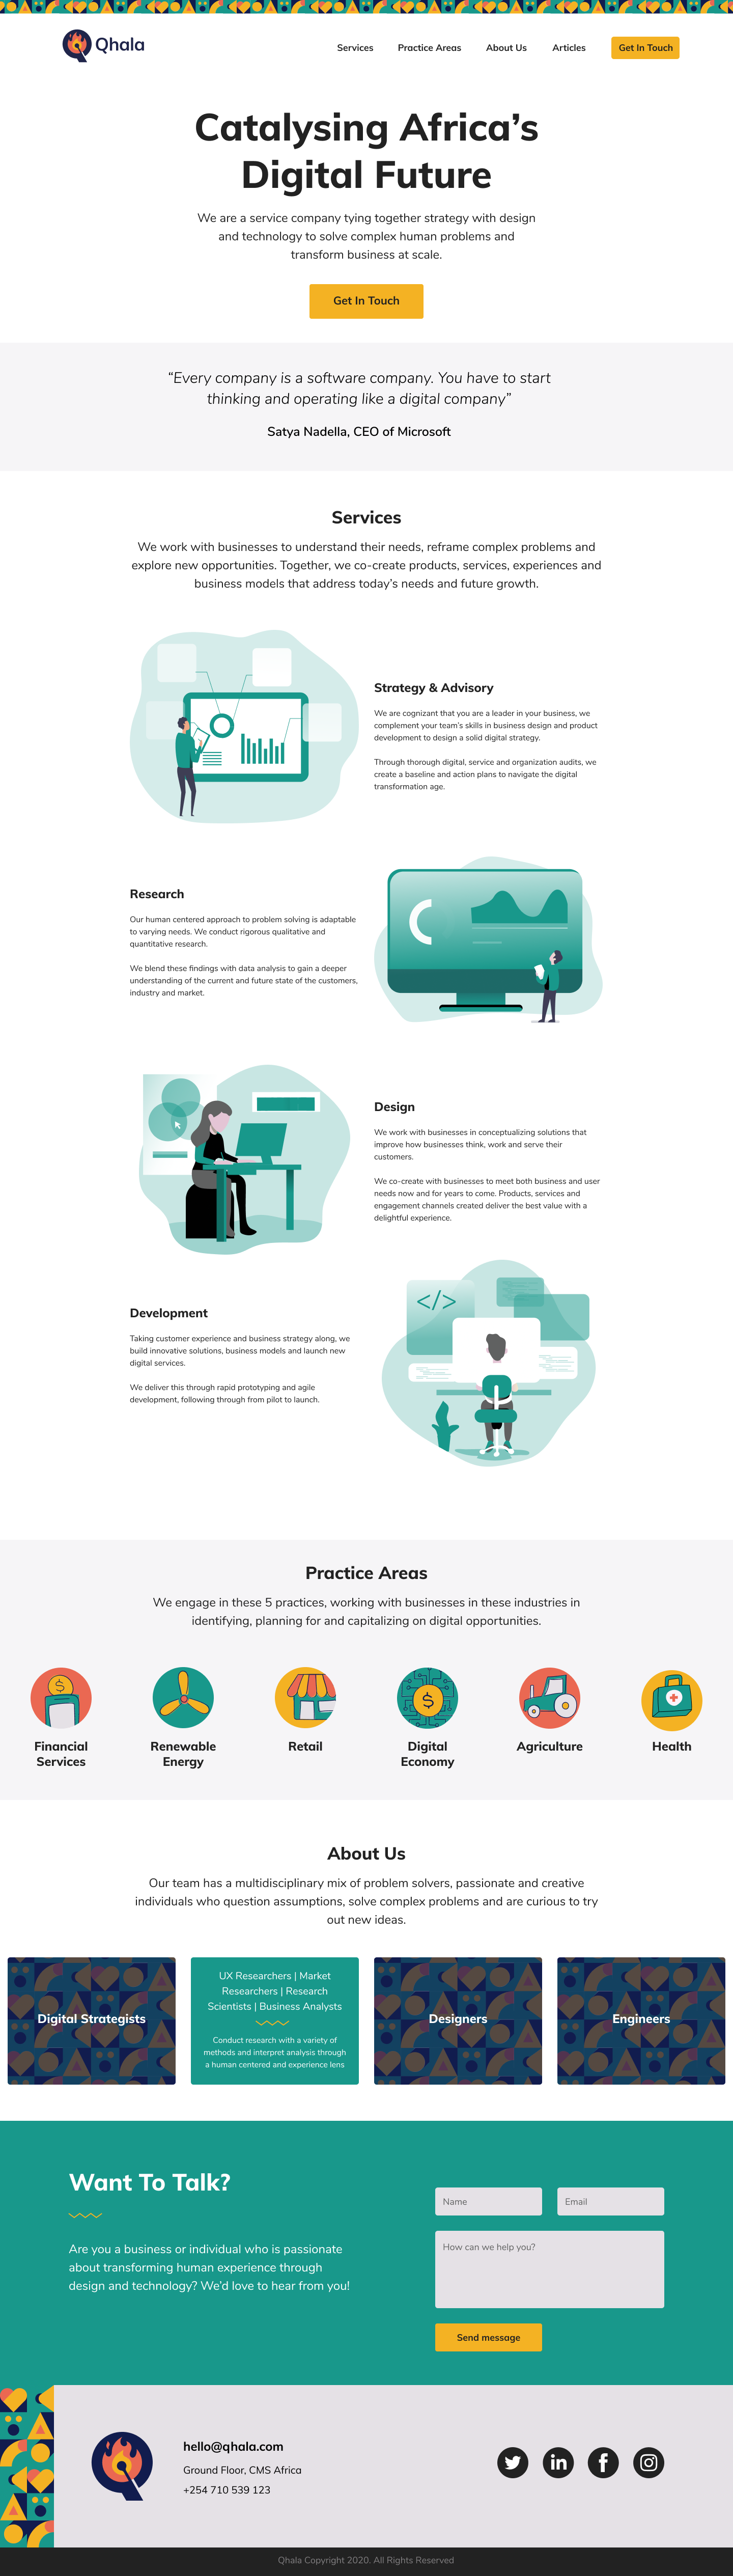 Qhala
Services
Practice Areas
About Us
Articles
Get In Touch
Catalysing Africa’s
Digital Future
We are a service company tying together strategy with design
and technology to solve complex human problems and
transform business at scale.
Get In Touch
“Every company is a software company. You have to start
thinking and operating like a digital company”
Satya Nadella, CEO of Microsoft
Services
We work with businesses to understand their needs, reframe complex problems and
explore new opportunities. Together, we co-create products, services, experiences and
business models that address today’s needs and future growth.
Strategy & Advisory
We are cognizant that you are a leader in your business, we
complement your team’s skills in business design and product
development to design a solid digital strategy.
Through thorough digital, service and organization audits, we
create a baseline and action plans to navigate the digital
transformation age.
Research
Our human centered approach to problem solving is adaptable
to varying needs. We conduct rigorous qualitative and
quantitative research.
We blend these findings with data analysis to gain a deeper
understanding of the current and future state of the customers,
industry and market.
Design
We work with businesses in conceptualizing solutions that
improve how businesses think, work and serve their
customers.
We co-create with businesses to meet both business and user
needs now and for years to come. Products, services and
engagement channels created deliver the best value with a
delightful experience.
</>
Development
Taking customer experience and business strategy along, we
build innovative solutions, business models and launch new
digital services.
We deliver this through rapid prototyping and agile
development, following through from pilot to launch.
Practice Areas
We engage in these 5 practices, working with businesses in these industries in
identifying, planning for and capitalizing on digital opportunities.
$
$
Financial
Services
Renewable
Energy
Retail
Digital
Economy
Agriculture
Health
About Us
Our team has a multidisciplinary mix of problem solvers, passionate and creative
individuals who question assumptions, solve complex problems and are curious to try
out new ideas.
Digital Strategists
UX Researchers | Market
Researchers | Research
Scientists | Business Analysts
Conduct research with a variety of
methods and interpret analysis through
a human centered and experience lens
Designers
Engineers
Want To Talk?
Are you a business or individual who is passionate
about transforming human experience through
design and technology? We’d love to hear from you!
Name
Email
How can we help you?
Send message
hello@qhala.com
Ground Floor, CMS Africa
+254 710 539 123
Qhala Copyright 2020. All Rights Reserved